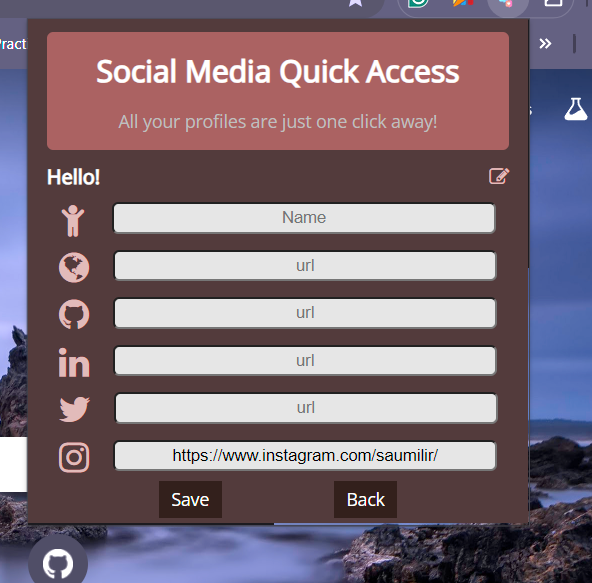 Pract
Social Media Quick Access
All your profiles are just one click away!
Hello!
Name
url
url
url
url
https://www.instagram.com/saumilir/
Save Back